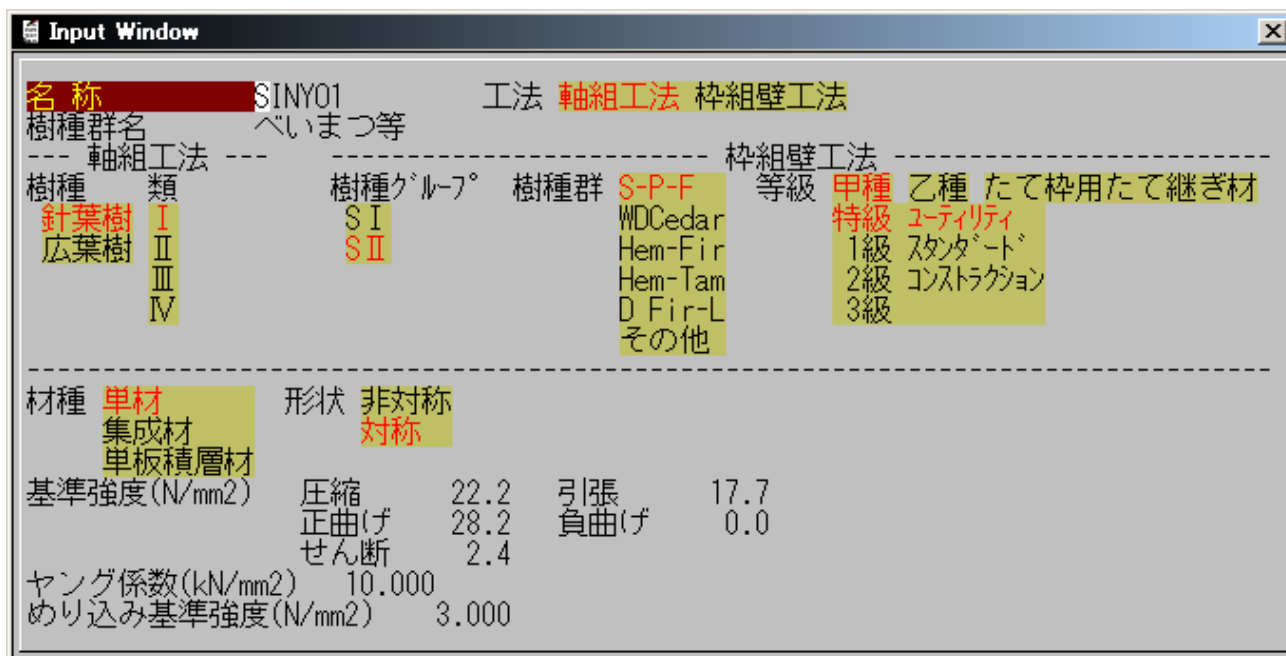 Input Window
名 称 SINY01 工法 軸組工法 枠組壁工法
樹種群名 べいまつ等
--- 軸組工法 --- ------------------------- 枠組壁工法 -------------------------
樹種 類 樹種グループ 樹種群 S-P-F 等級 甲種 乙種 たて枠用たて継ぎ材
針葉樹 Ⅰ SⅠ WDCedar 特級 ユーティリティ
広葉樹 Ⅱ SⅡ Hem-Fir 1級 スタンダード
Ⅲ Hem-Tam 2級 コンストラクション
Ⅳ D Fir-L 3級
その他
----------------------------------------------------------------------------------
材種 単材 形状 非対称
集成材 対称
単板積層材
基準強度(N/mm2) 圧縮 22.2 引張 17.7
正曲げ 28.2 負曲げ 0.0
せん断 2.4
ヤング係数(kN/mm2) 10.000
めり込み基準強度(N/mm2) 3.000